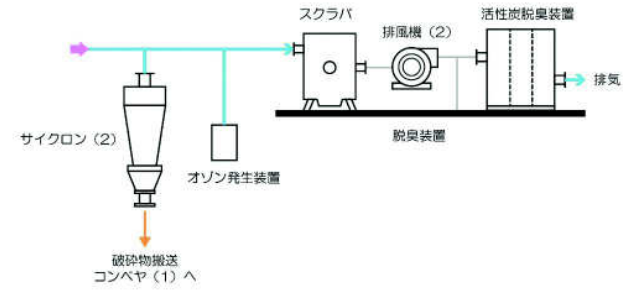 スクラバ
排風機（2）
活性炭脱臭装置
排気
サイクロン（2）
オゾン発生装置
脱臭装置
破砕物搬送
コンベヤ（1）へ